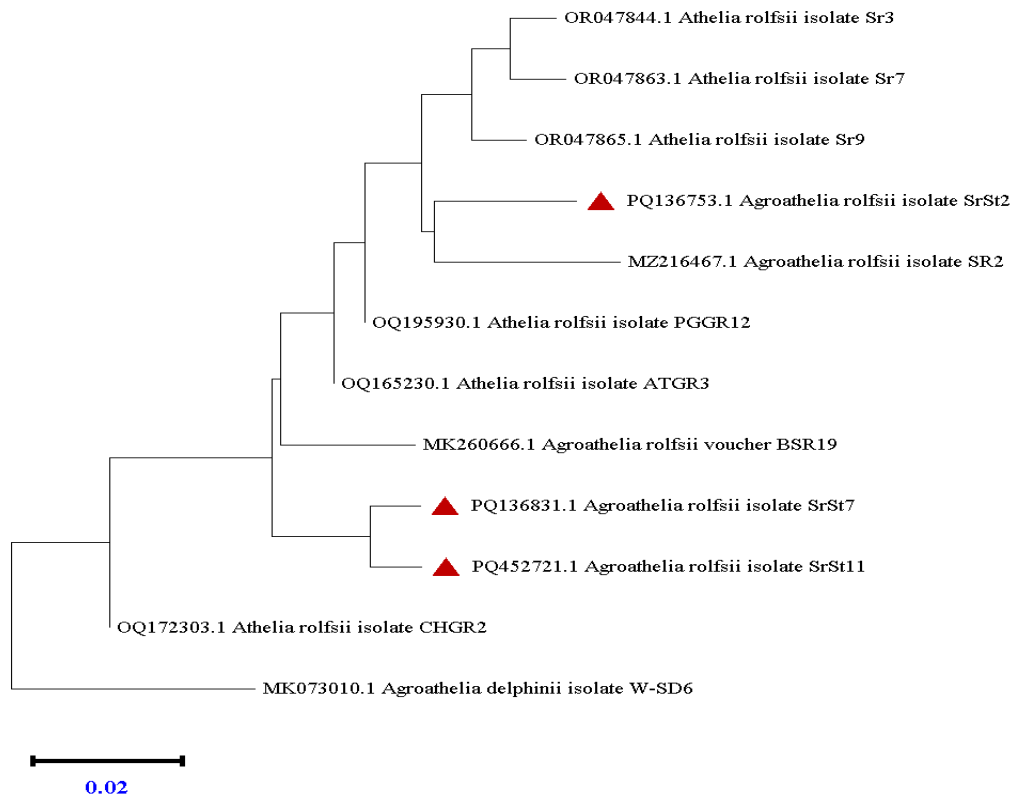 OR047844.1 Athelia rolfsii isolate Sr3
OR047863.1 Athelia rolfsii isolate Sr7
OR047865.1 Athelia rolfsii isolate Sr9
PQ136753.1 Agroathelia rolfsii isolate SrSt2
MZ216467.1 Agroathelia rolfsii isolate SR2
OQ195930.1 Athelia rolfsii isolate PGGR12
OQ165230.1 Athelia rolfsii isolate ATGR3
MK260666.1 Agroathelia rolfsii voucher BSR19
PQ136831.1 Agroathelia rolfsii isolate SrSt7
PQ452721.1 Agroathelia rolfsii isolate SrSt11
OQ172303.1 Athelia rolfsii isolate CHGR2
MK073010.1 Agroathelia delphinii isolate W-SD6
0.02